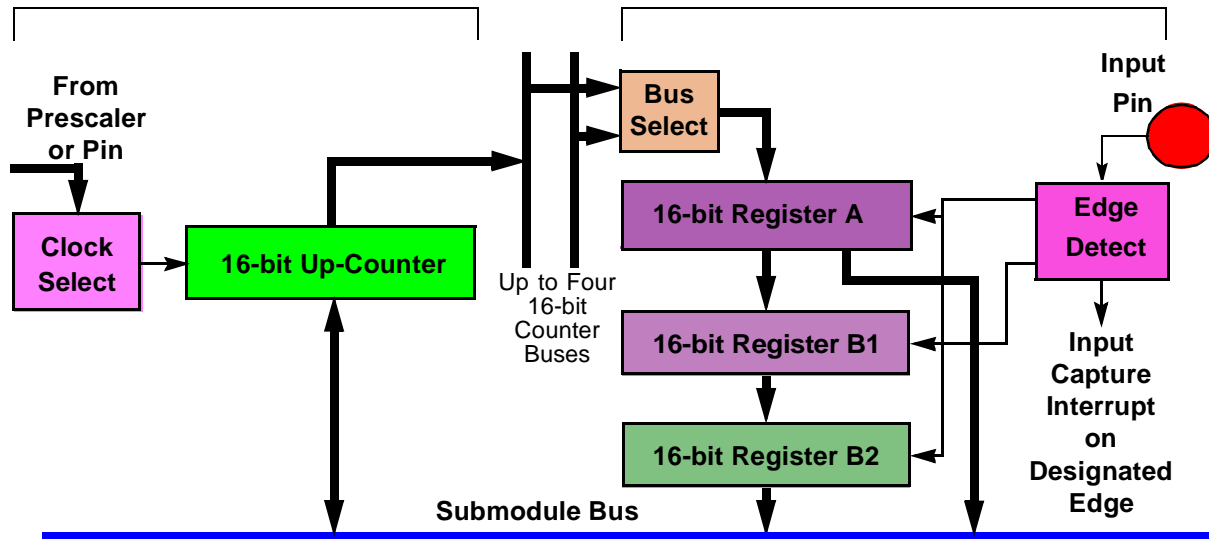 From
Prescaler
or Pin
Clock
Select
16-bit Up-Counter
Up to Four
16-bit
Counter
Buses
Bus
Select
16-bit Register A
16-bit Register B1
16-bit Register B2
Input
Pin
Edge
Detect
Input
Capture
Interrupt
on
Designated
Edge
Submodule Bus